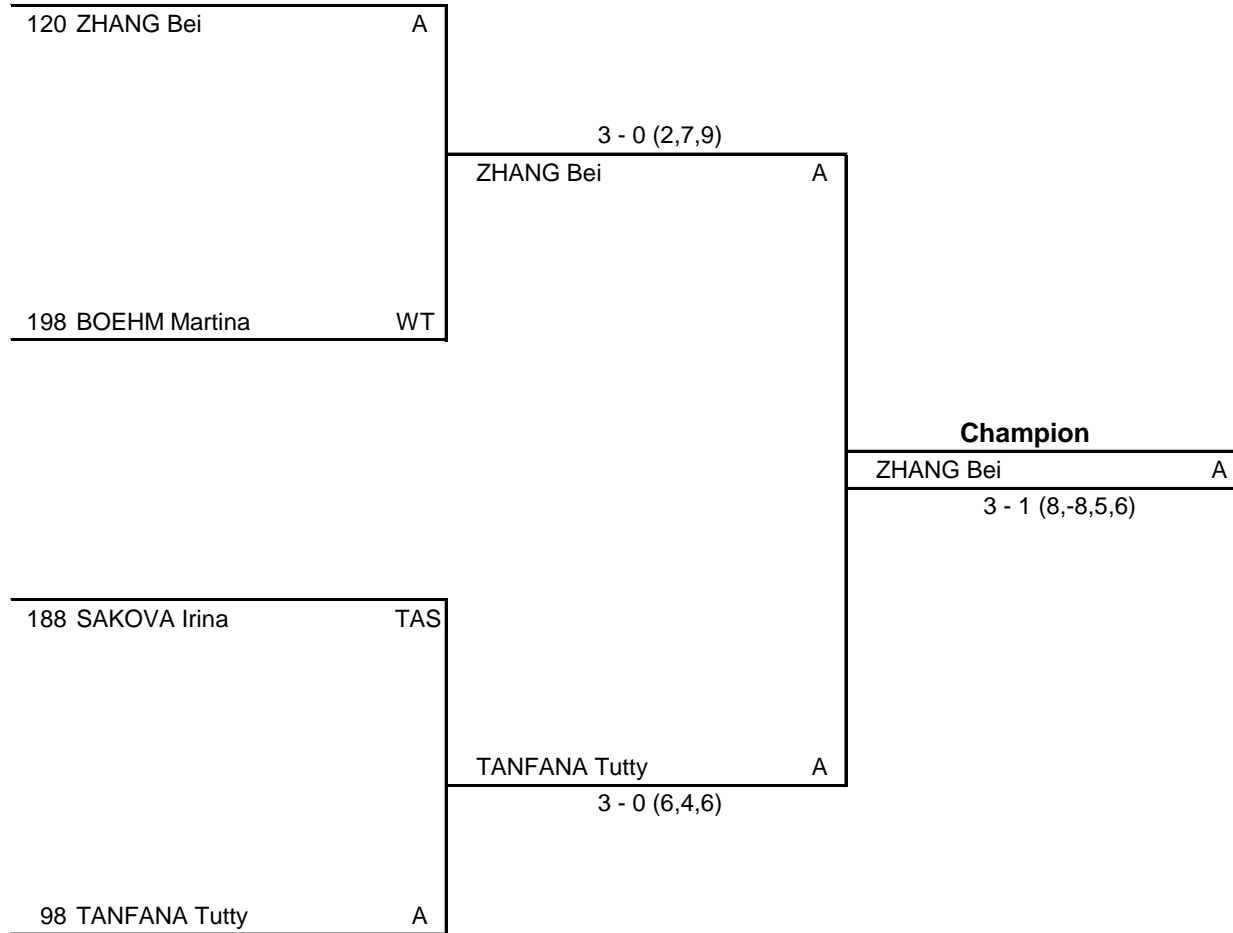 120 ZHANG Bei A
3 - 0 (2,7,9)
ZHANG Bei A
198 BOEHM Martina WT
Champion
ZHANG Bei A
3 - 1 (8,-8,5,6)
188 SAKOVA Irina TAS
TANFANA Tutty A
3 - 0 (6,4,6)
98 TANFANA Tutty A